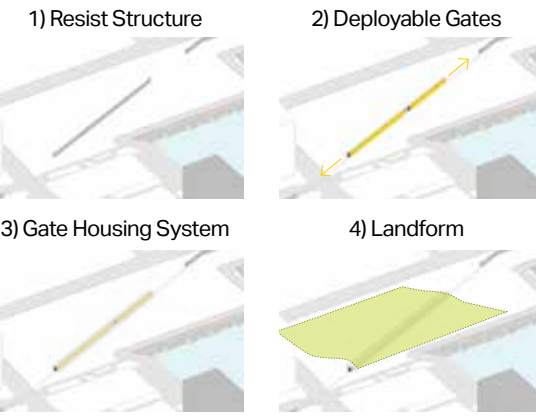 1) Resist Structure
2) Deployable Gates
3) Gate Housing System
4) Landform